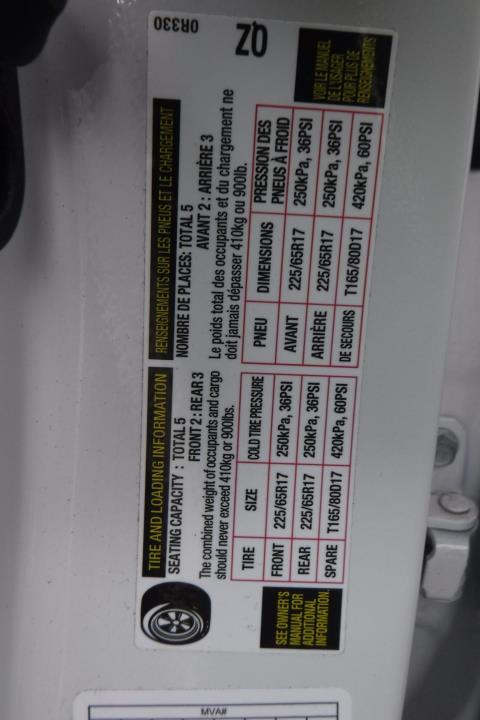 TIRE AND LOADING INFORMATION
SEATING CAPACITY : TOTAL 5
FRONT 2 : REAR 3
The combined weight of occupants and cargo
should never exceed 410kg or 900lbs.
TIRE SIZE COLD TIRE PRESSURE
FRONT 225/65R17 250kPa, 36PSI
REAR 225/65R17 250kPa, 36PSI
SPARE T165/80D17 420kPa, 60PSI
SEE OWNER'S
MANUAL FOR
ADDITIONAL
INFORMATION.
RENSEIGNEMENTS SUR LES PNEUS ET LE CHARGEMENT
NOMBRE DE PLACES: TOTAL 5
AVANT 2 : ARRIÈRE 3
Le poids total des occupants et du chargement ne
doit jamais dépasser 410kg ou 900lb.
PNEU DIMENSIONS PRESSION DES
PNEUS À FROID
AVANT 225/65R17 250kPa, 36PSI
ARRIÈRE 225/65R17 250kPa, 36PSI
DE SECOURS T165/80D17 420kPa, 60PSI
0R330
QZ
VOIR LE MANUEL
DE L'USAGER
POUR PLUS DE
RENSEIGNEMENTS
MVA#